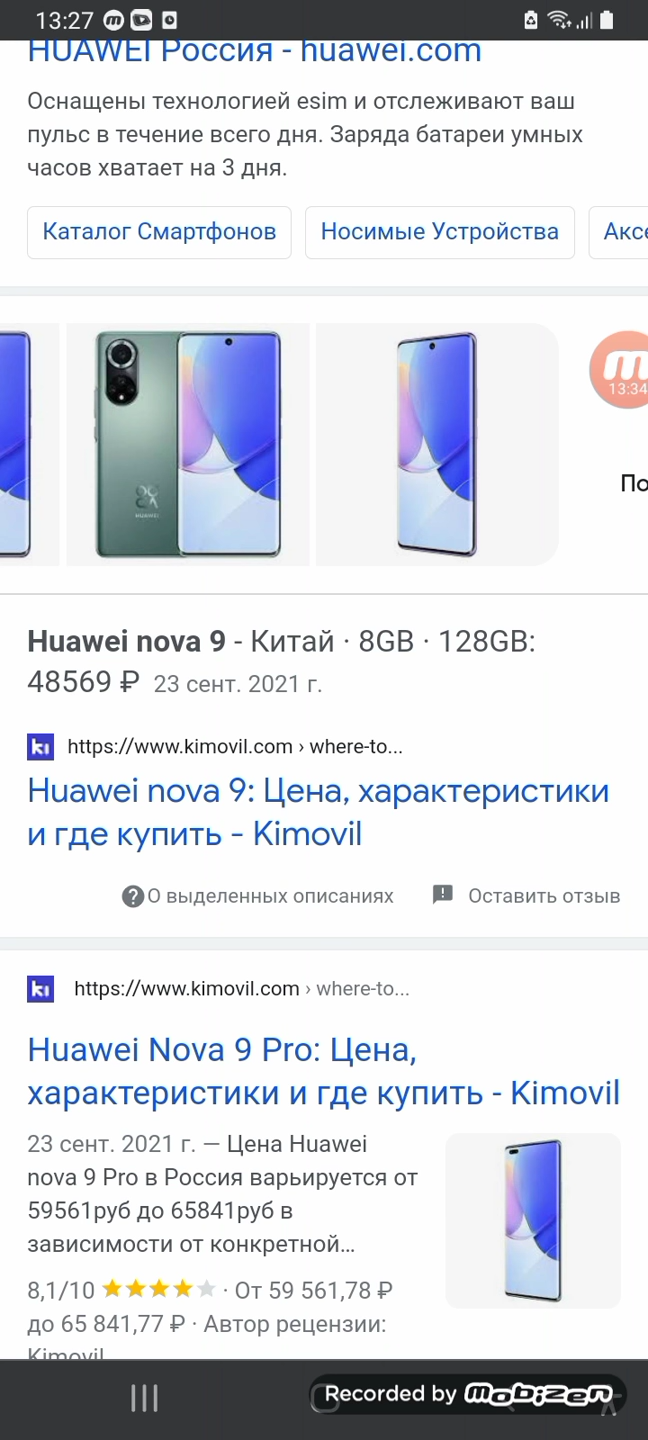 13:27
HUAWEI Россия - huawei.com
Оснащены технологией esim и отслеживают ваш
пульс в течение всего дня. Заряда батареи умных
часов хватает на 3 дня.
Каталог Смартфонов
Носимые Устройства
Аксе
13:34
HUAWEI
По
Huawei nova 9 - Китай · 8GB · 128GB:
48569 ₽ 23 сент. 2021 г.
https://www.kimovil.com › where-to...
Huawei nova 9: Цена, характеристики
и где купить - Kimovil
О выделенных описаниях
Оставить отзыв
https://www.kimovil.com › where-to...
Huawei Nova 9 Pro: Цена,
характеристики и где купить - Kimovil
23 сент. 2021 г. — Цена Huawei
nova 9 Pro в Россия варьируется от
59561руб до 65841руб в
зависимости от конкретной...
8,1/10 · От 59 561,78 ₽
до 65 841,77 ₽ · Автор рецензии:
Kimovil
Recorded by mobizen